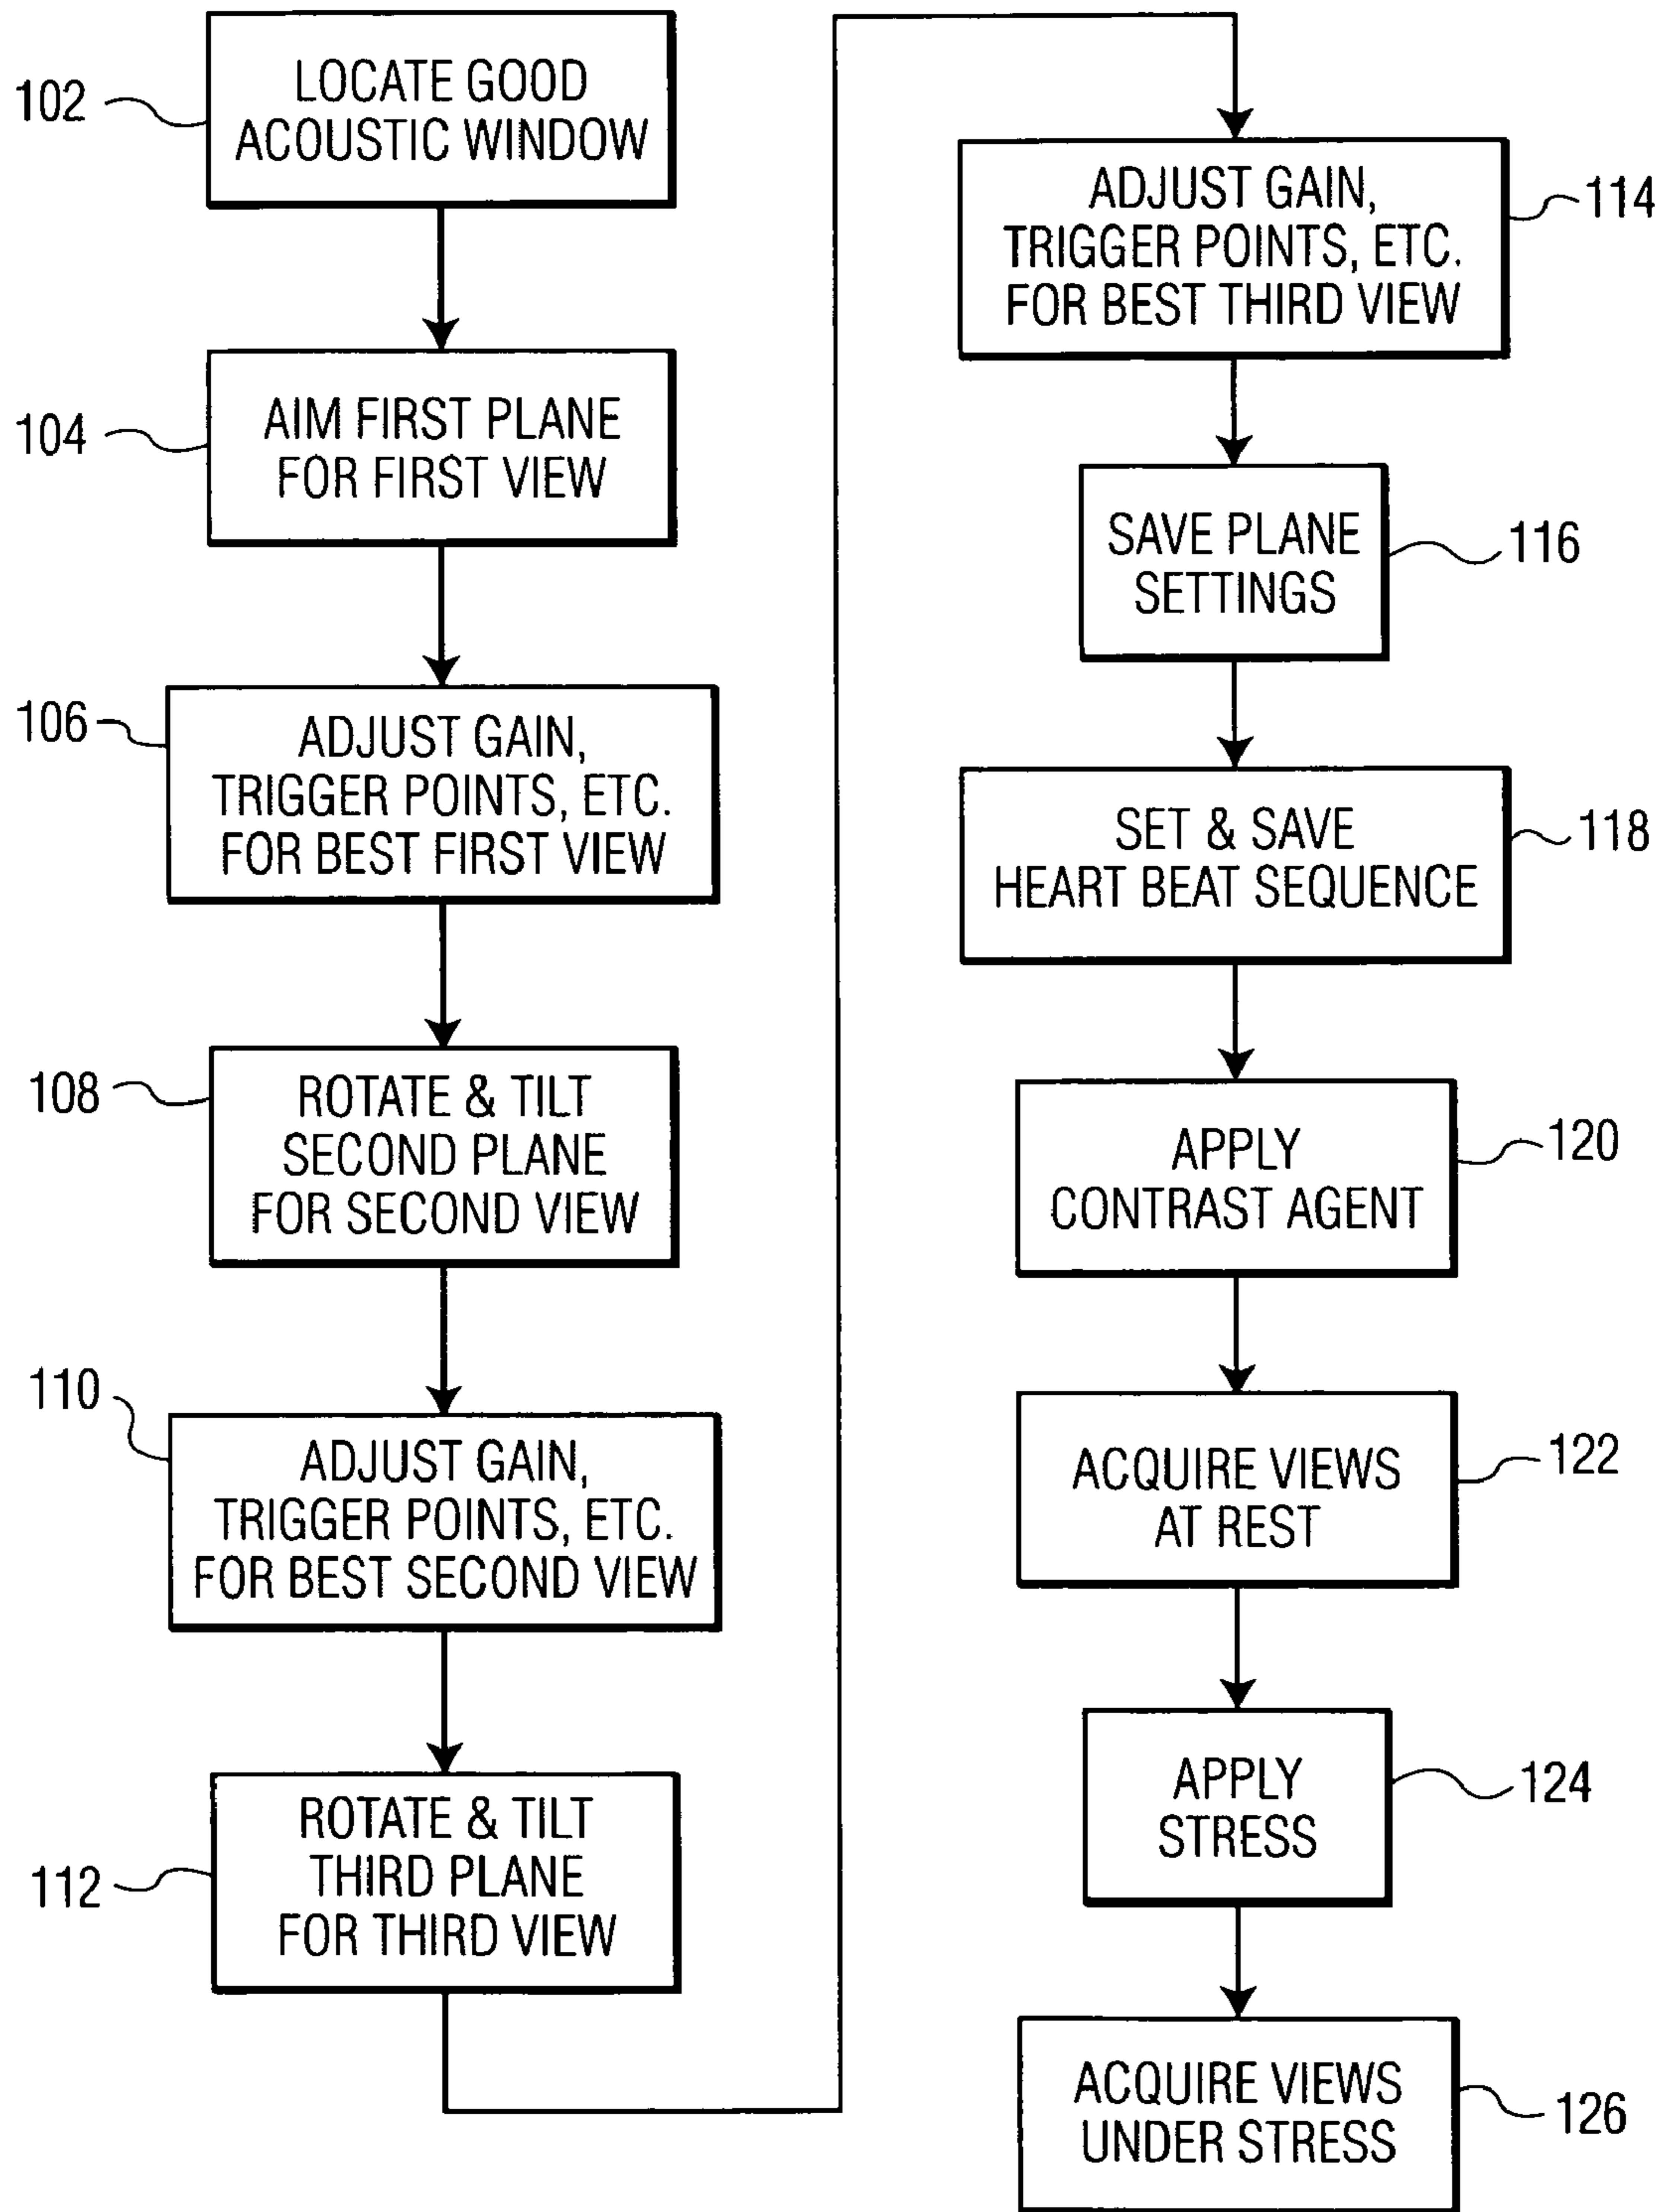 102
LOCATE GOOD
ACOUSTIC WINDOW
104
AIM FIRST PLANE
FOR FIRST VIEW
106
ADJUST GAIN,
TRIGGER POINTS, ETC.
FOR BEST FIRST VIEW
108
ROTATE & TILT
SECOND PLANE
FOR SECOND VIEW
110
ADJUST GAIN,
TRIGGER POINTS, ETC.
FOR BEST SECOND VIEW
112
ROTATE & TILT
THIRD PLANE
FOR THIRD VIEW
ADJUST GAIN,
TRIGGER POINTS, ETC.
FOR BEST THIRD VIEW
114
SAVE PLANE
SETTINGS
116
SET & SAVE
HEART BEAT SEQUENCE
118
APPLY
CONTRAST AGENT
120
ACQUIRE VIEWS
AT REST
122
APPLY
STRESS
124
ACQUIRE VIEWS
UNDER STRESS
126